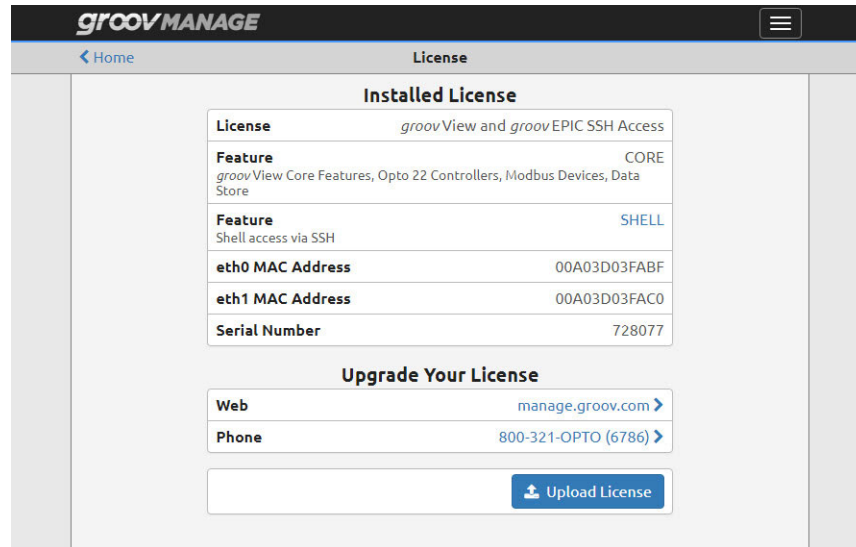 groov MANAGE
Home
License
Installed License
License groov View and groov EPIC SSH Access
Feature CORE
groov View Core Features, Opto 22 Controllers, Modbus Devices, Data
Store
Feature SHELL
Shell access via SSH
eth0 MAC Address 00A03D03FABF
eth1 MAC Address 00A03D03FAC0
Serial Number 728077
Upgrade Your License
Web manage.groov.com
Phone 800-321-OPTO (6786)
Upload License